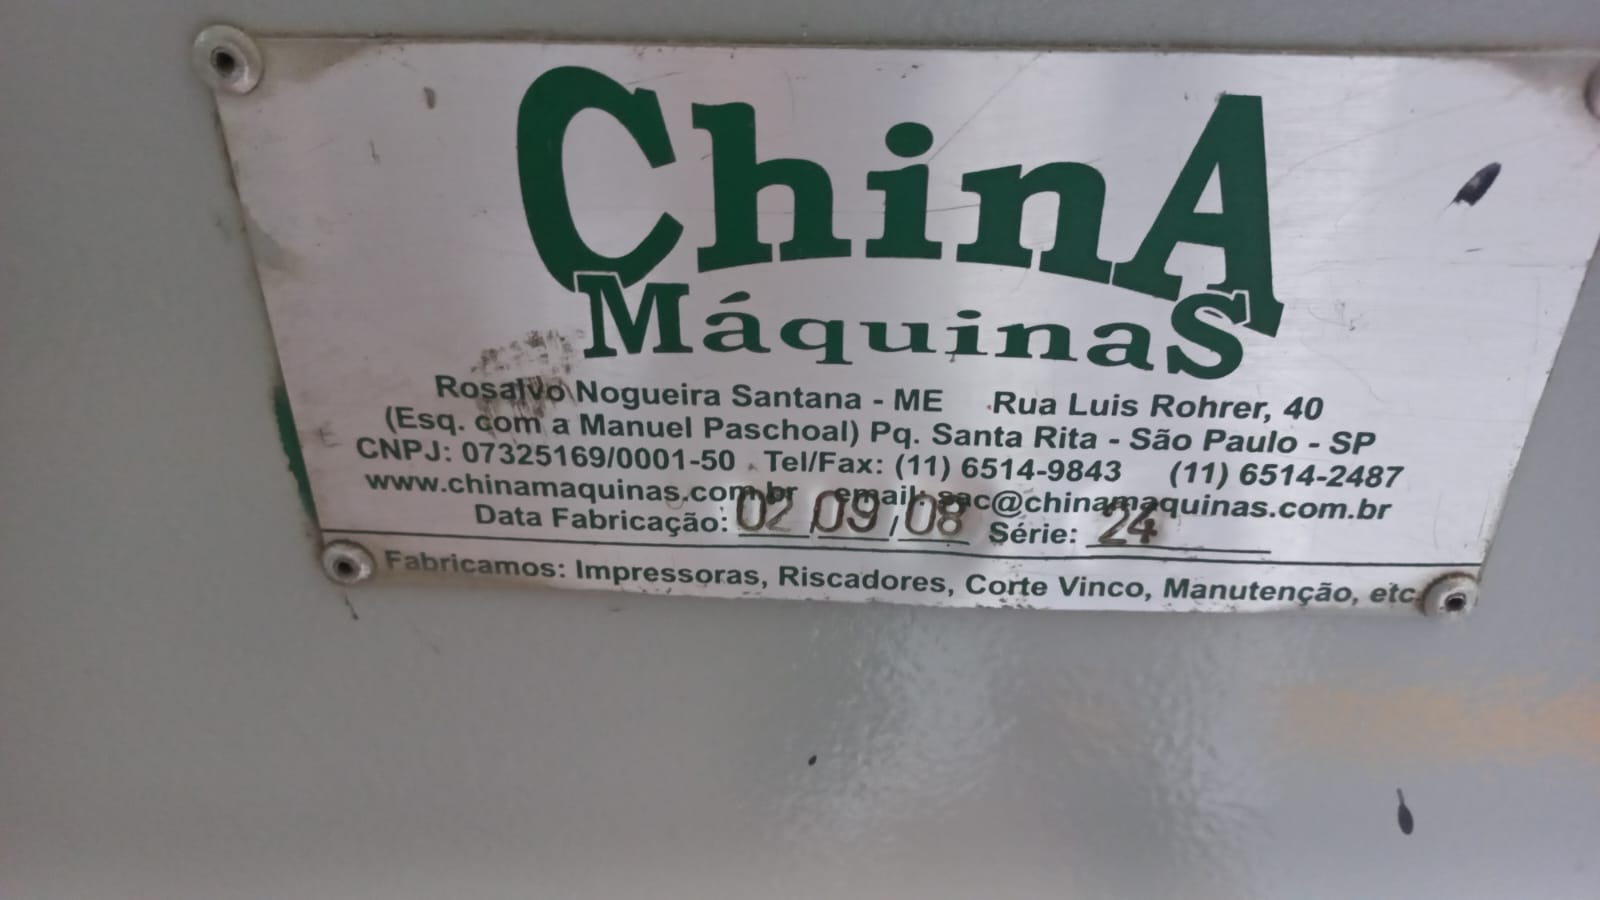 ChinA
MáquinaS
Rosalvo Nogueira Santana - ME Rua Luis Rohrer, 40
(Esq. com a Manuel Paschoal) Pq. Santa Rita - São Paulo - SP
CNPJ: 07325169/0001-50 Tel/Fax: (11) 6514-9843 (11) 6514-2487
www.chinamaquinas.com.br email: sac@chinamaquinas.com.br
Data Fabricação: 02/09/08 Série: 24
Fabricamos: Impressoras, Riscadores, Corte Vinco, Manutenção, etc.